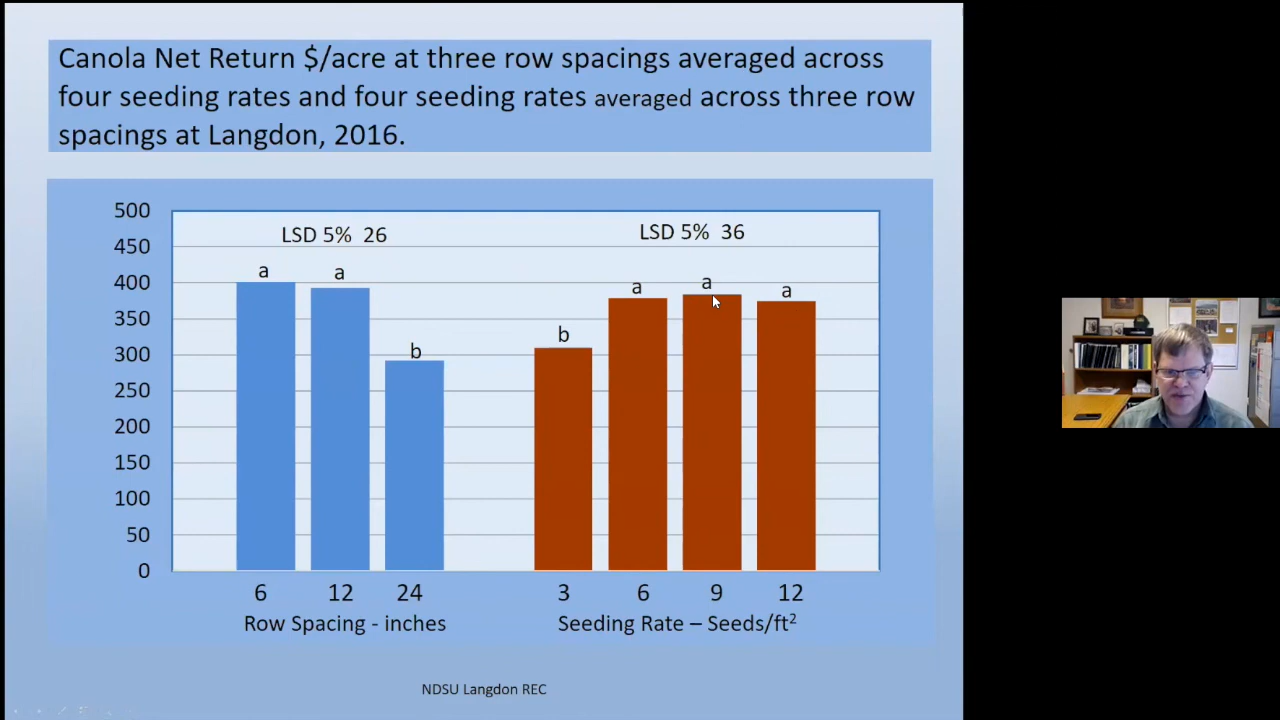 Canola Net Return $/acre at three row spacings averaged across
four seeding rates and four seeding rates averaged across three row
spacings at Langdon, 2016.
500
450
400
350
300
250
200
150
100
50
0
LSD 5% 26
LSD 5% 36
a
a
b
b
a
a
a
6
12
24
3
6
9
12
Row Spacing - inches
Seeding Rate – Seeds/ft²
NDSU Langdon REC